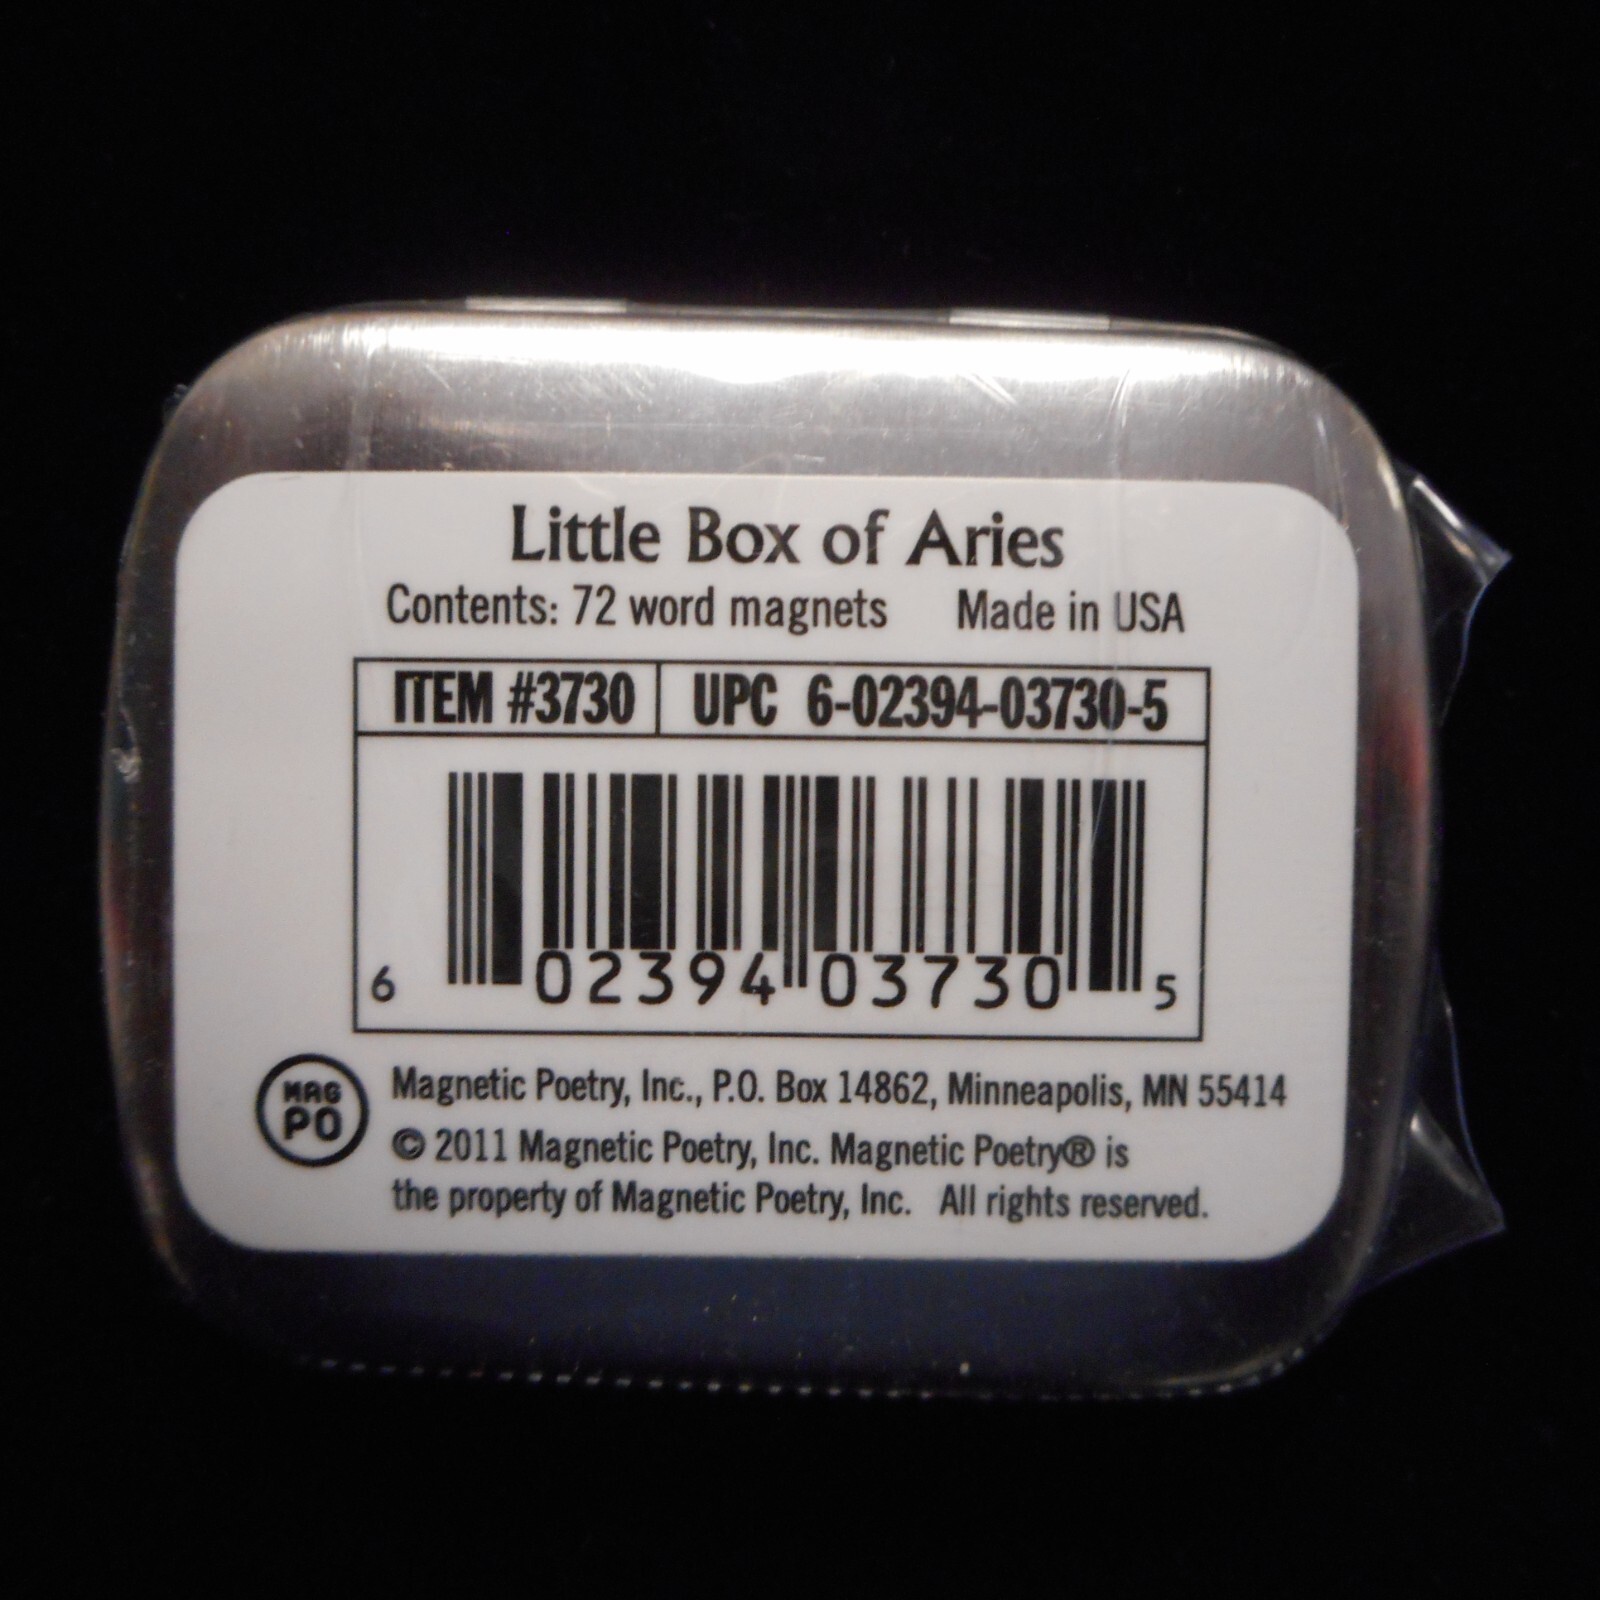 Little Box of Aries
Contents: 72 word magnets Made in USA
ITEM #3730 UPC 6-02394-03730-5
6 02394 03730 5
MAG
PO
Magnetic Poetry, Inc., P.O. Box 14862, Minneapolis, MN 55414
© 2011 Magnetic Poetry, Inc. Magnetic Poetry® is
the property of Magnetic Poetry, Inc. All rights reserved.